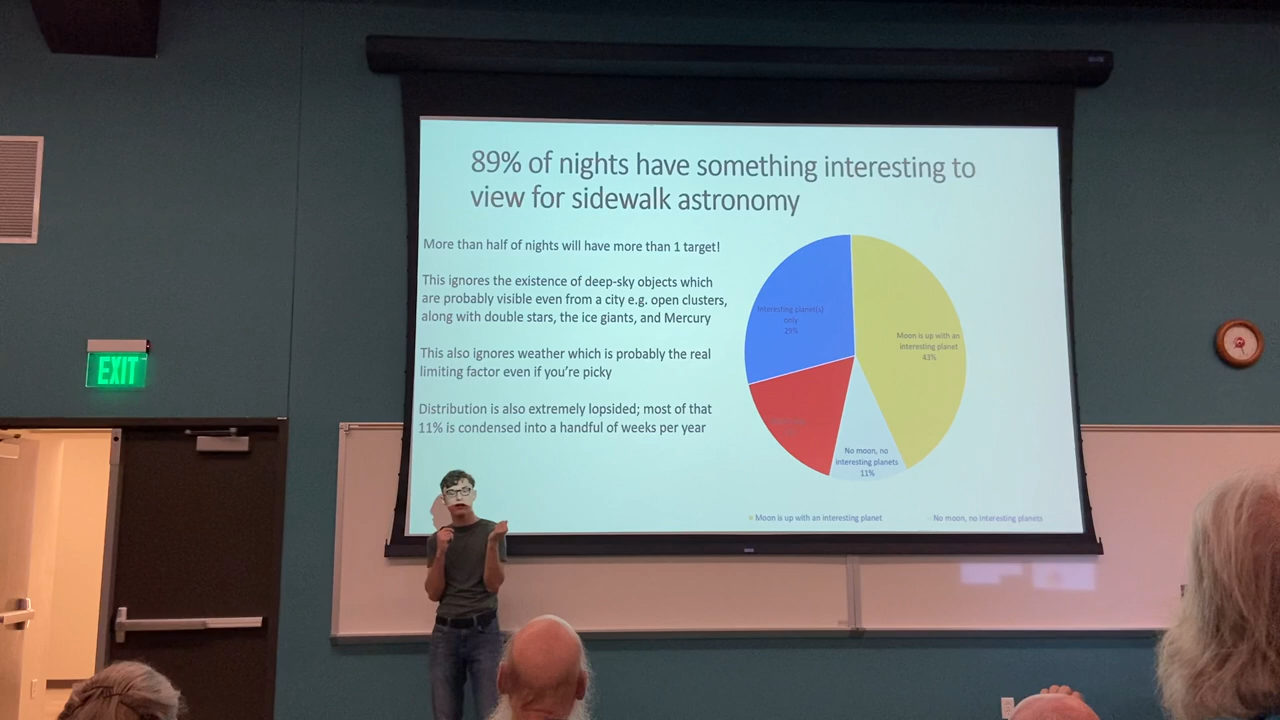 89% of nights have something interesting to
view for sidewalk astronomy
More than half of nights will have more than 1 target!
This ignores the existence of deep-sky objects which
are probably visible even from a city e.g. open clusters,
along with double stars, the ice giants, and Mercury
This also ignores weather which is probably the real
limiting factor even if you're picky
Distribution is also extremely lopsided; most of that
11% is condensed into a handful of weeks per year
Interesting planet(s)
only
29%
Moon is up with an
interesting planet
43%
No moon, no
interesting planets
11%
Moon is up with an interesting planet
No moon, no interesting planets
EXIT